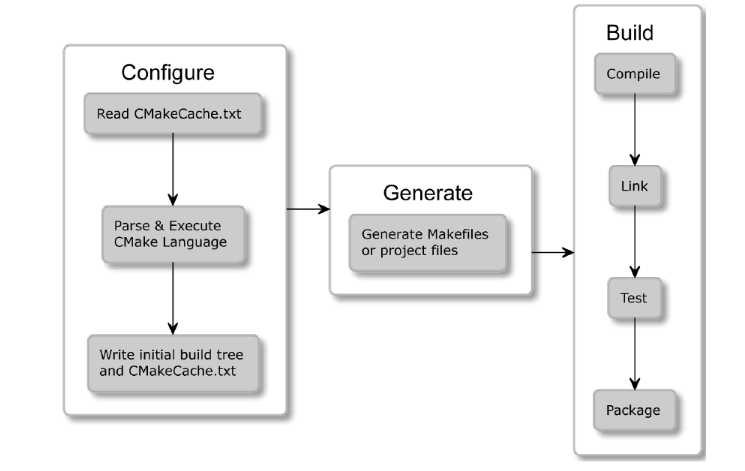 Configure
Read CMakeCache.txt
Parse & Execute
CMake Language
Write initial build tree
and CMakeCache.txt
Generate
Generate Makefiles
or project files
Build
Compile
Link
Test
Package